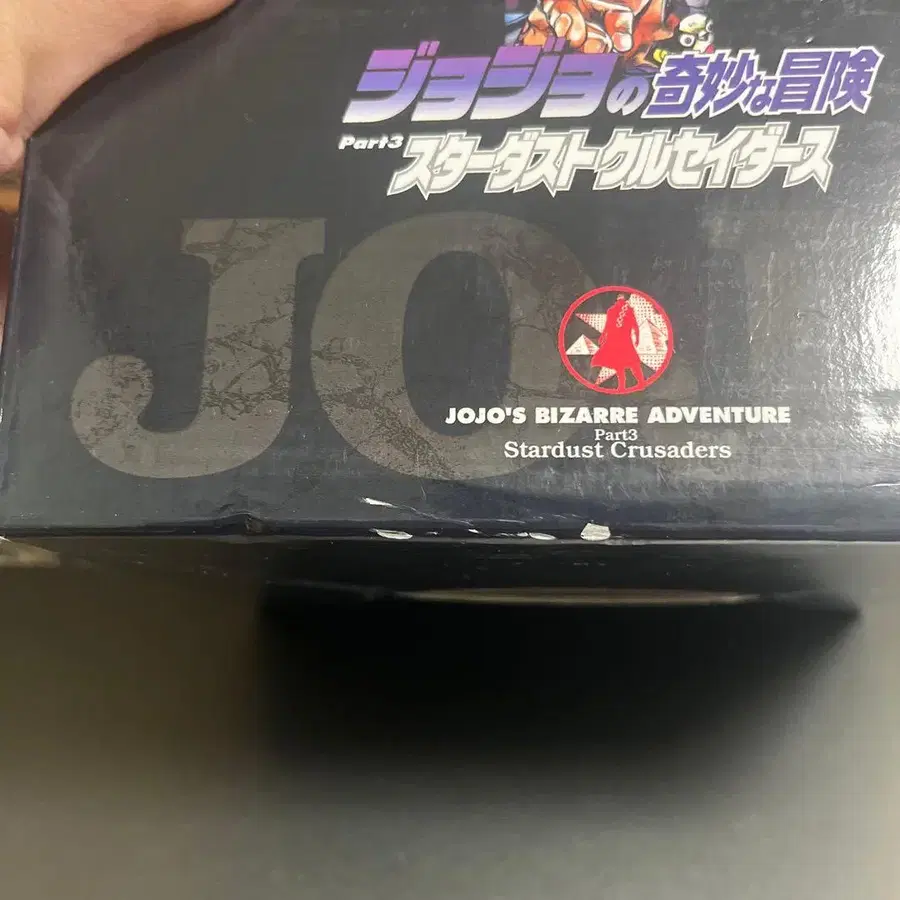 ジョジョの奇妙な冒険
Part3
スターダストクルセイダース
JOJO
JOJO'S BIZARRE ADVENTURE
Part3
Stardust Crusaders